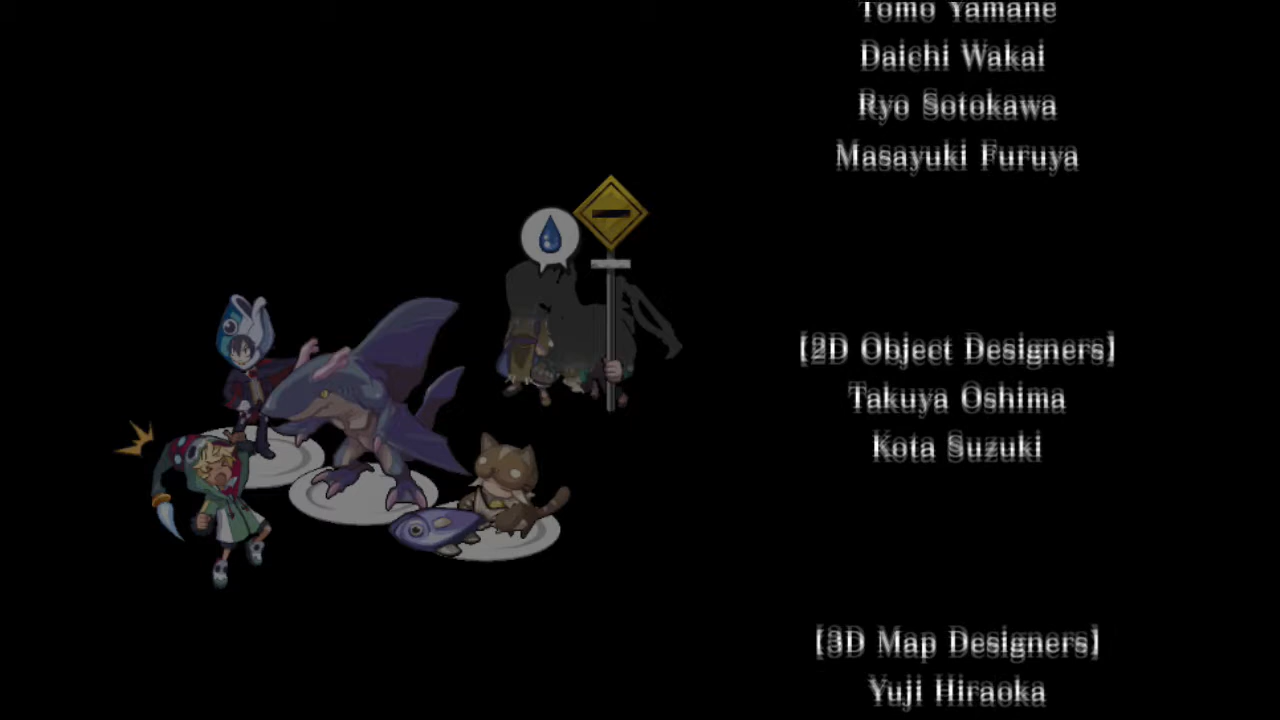 Tomo Yamane
Daichi Wakai
Ryo Sotokawa
Masayuki Furuya
【2D Object Designers】
Takuya Oshima
Kota Suzuki
【3D Map Designers】
Yuji Hiraoka